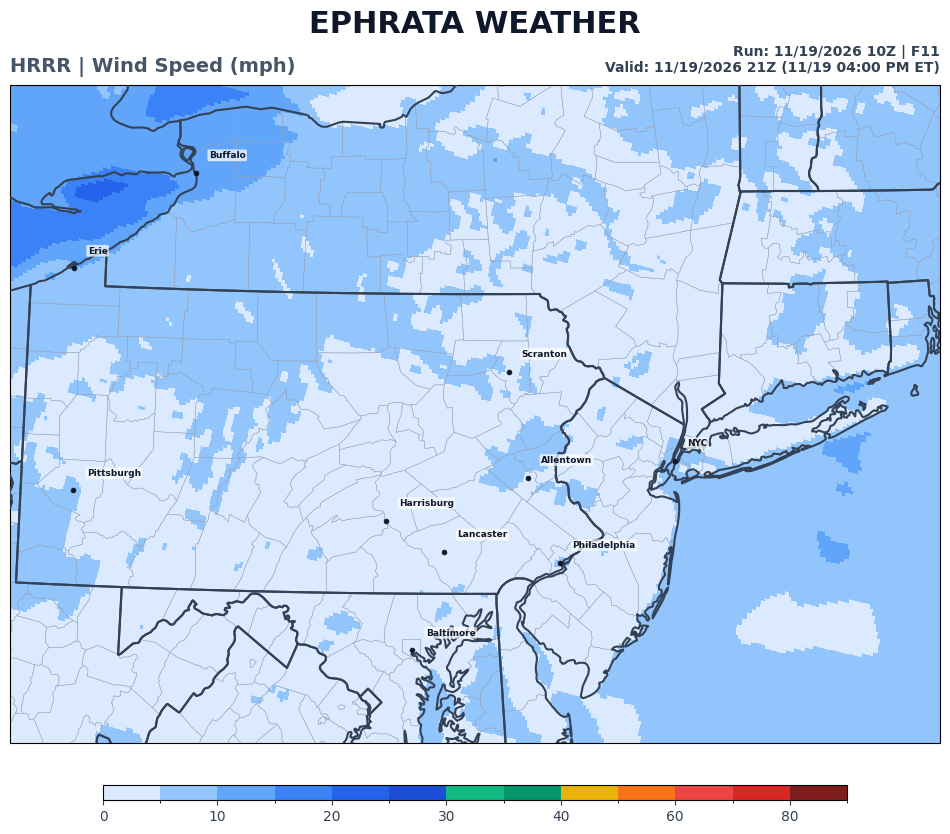 EPHRATA WEATHER
HRRR | Wind Speed (mph)
Run: 11/19/2026 10Z | F11
Valid: 11/19/2026 21Z (11/19 04:00 PM ET)
Buffalo
Erie
Scranton
NYC
Allentown
Pittsburgh
Harrisburg
Lancaster
Philadelphia
Baltimore
0 10 20 30 40 50 60 70 80